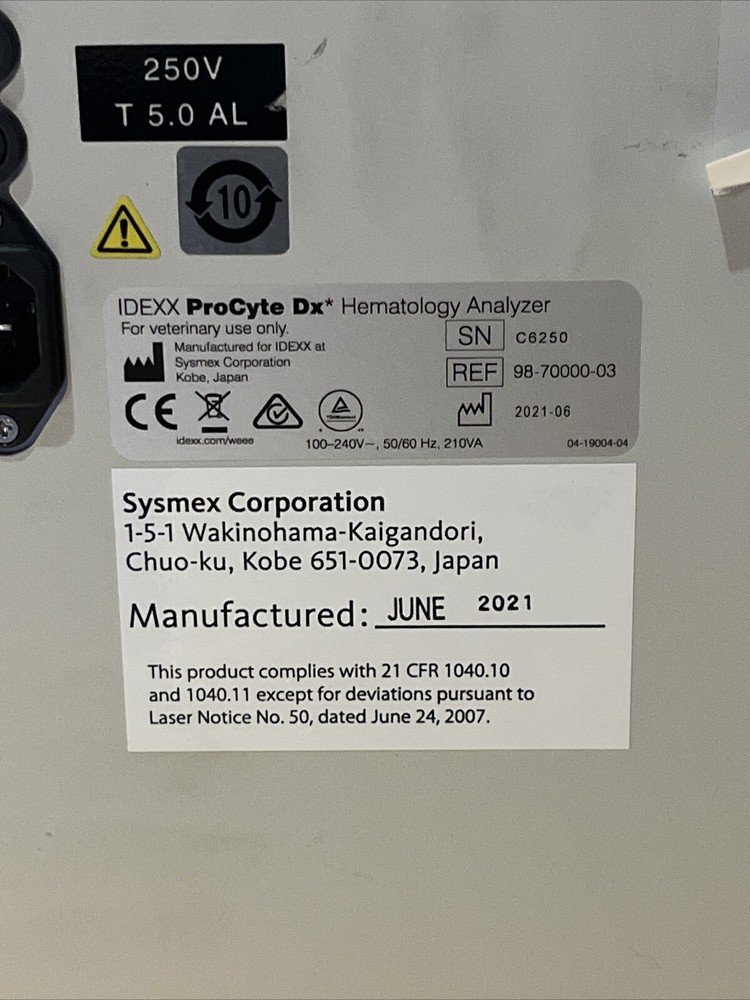 250V
T 5.0 AL
10
IDEXX ProCyte Dx* Hematology Analyzer
For veterinary use only.
Manufactured for IDEXX at
Sysmex Corporation
Kobe, Japan
SN C6250
REF 98-70000-03
2021-06
CE
idexx.com/weee
100–240V~, 50/60 Hz, 210VA
04-19004-04
Sysmex Corporation
1-5-1 Wakinohama-Kaigandori,
Chuo-ku, Kobe 651-0073, Japan
Manufactured: JUNE 2021
This product complies with 21 CFR 1040.10
and 1040.11 except for deviations pursuant to
Laser Notice No. 50, dated June 24, 2007.